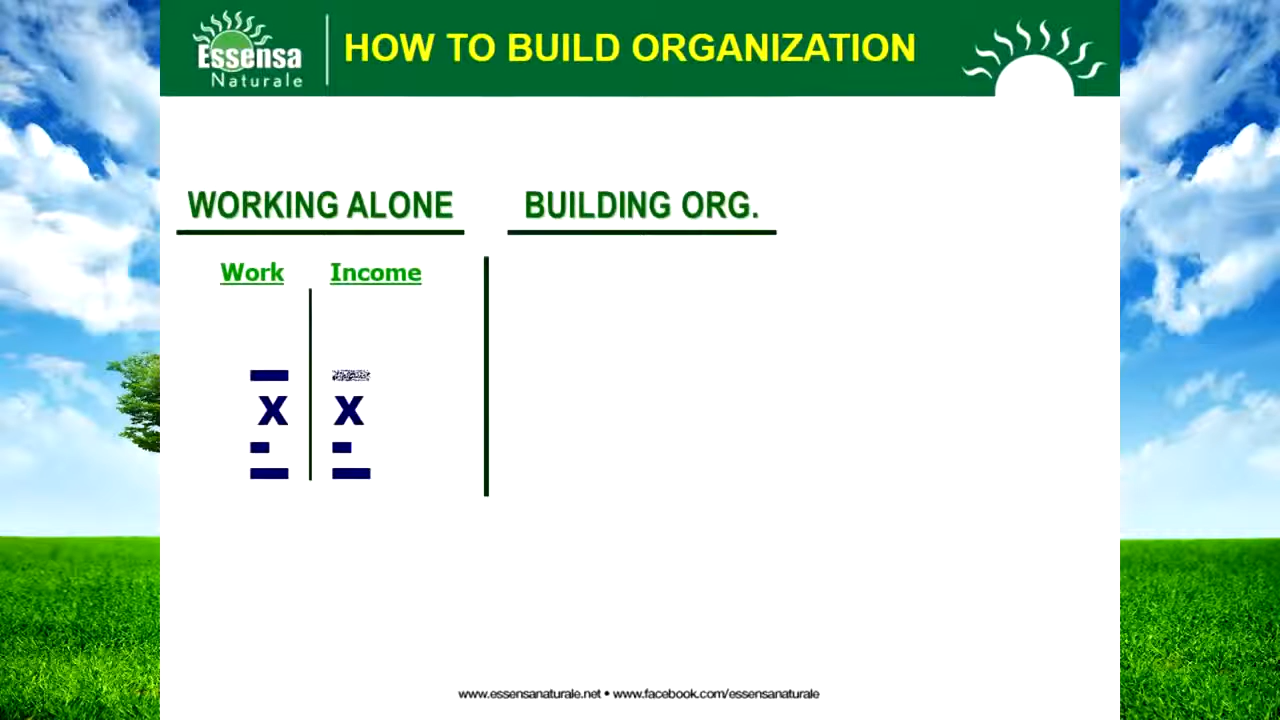 Essensa
Naturale
HOW TO BUILD ORGANIZATION
WORKING ALONE
BUILDING ORG.
Work Income
X X
www.essensanaturale.net • www.facebook.com/essensanaturale